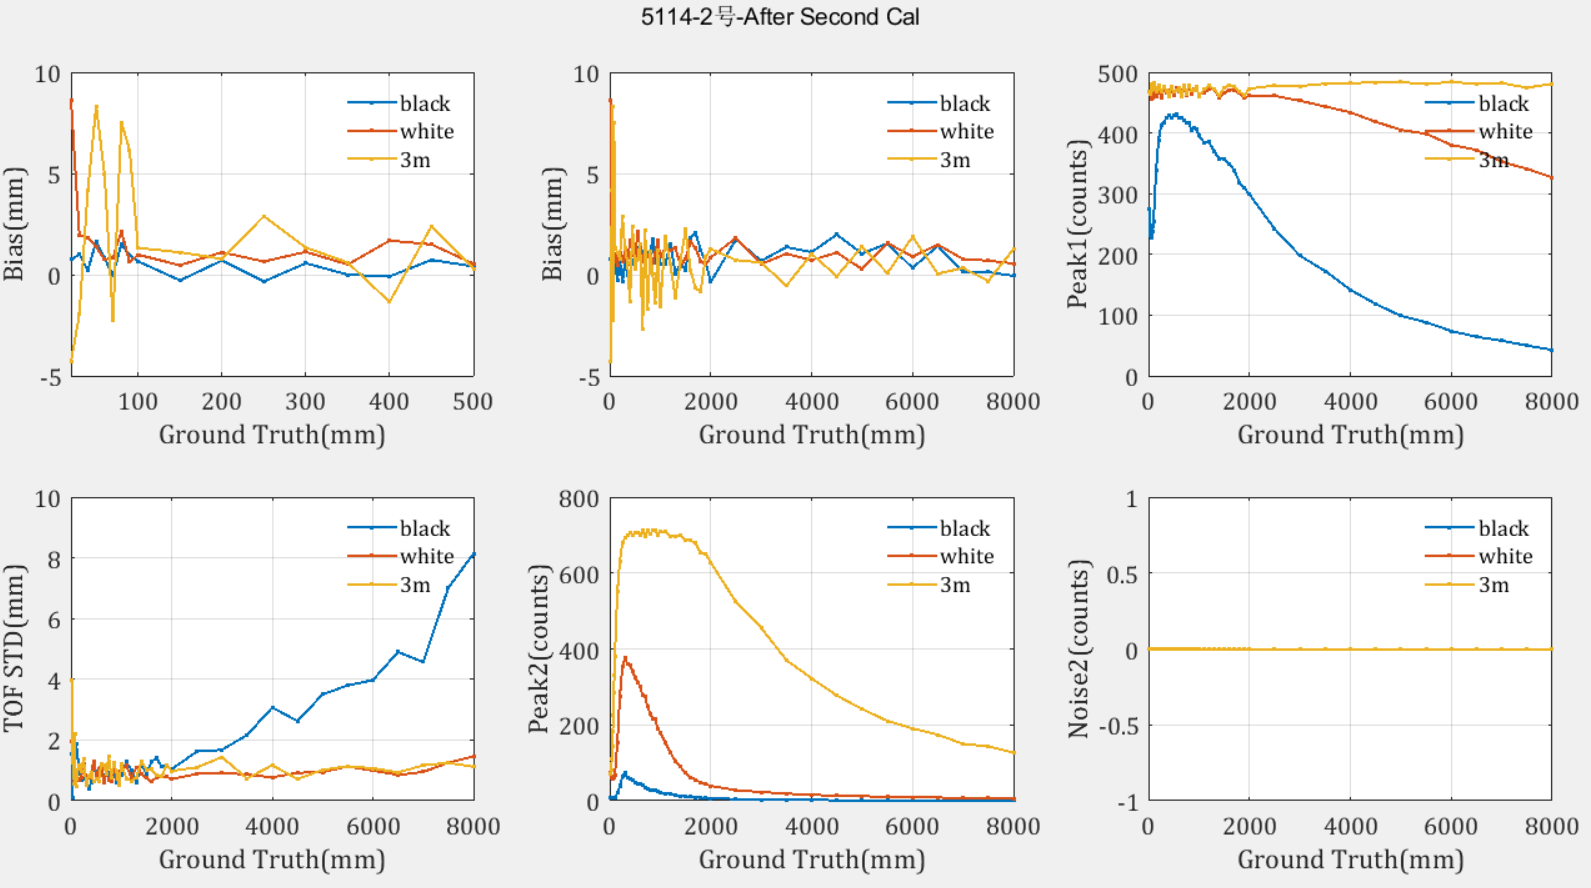 5114-2号-After Second Cal
10
5
0
-5
Bias(mm)
100 200 300 400 500
Ground Truth(mm)
black
white
3m
10
5
0
-5
Bias(mm)
0 2000 4000 6000 8000
Ground Truth(mm)
black
white
3m
500
400
300
200
100
0
Peak1(counts)
0 2000 4000 6000 8000
Ground Truth(mm)
black
white
3m
10
8
6
4
2
0
TOF STD(mm)
0 2000 4000 6000 8000
Ground Truth(mm)
black
white
3m
800
600
400
200
0
Peak2(counts)
0 2000 4000 6000 8000
Ground Truth(mm)
black
white
3m
1
0.5
0
-0.5
-1
Noise2(counts)
0 2000 4000 6000 8000
Ground Truth(mm)
black
white
3m